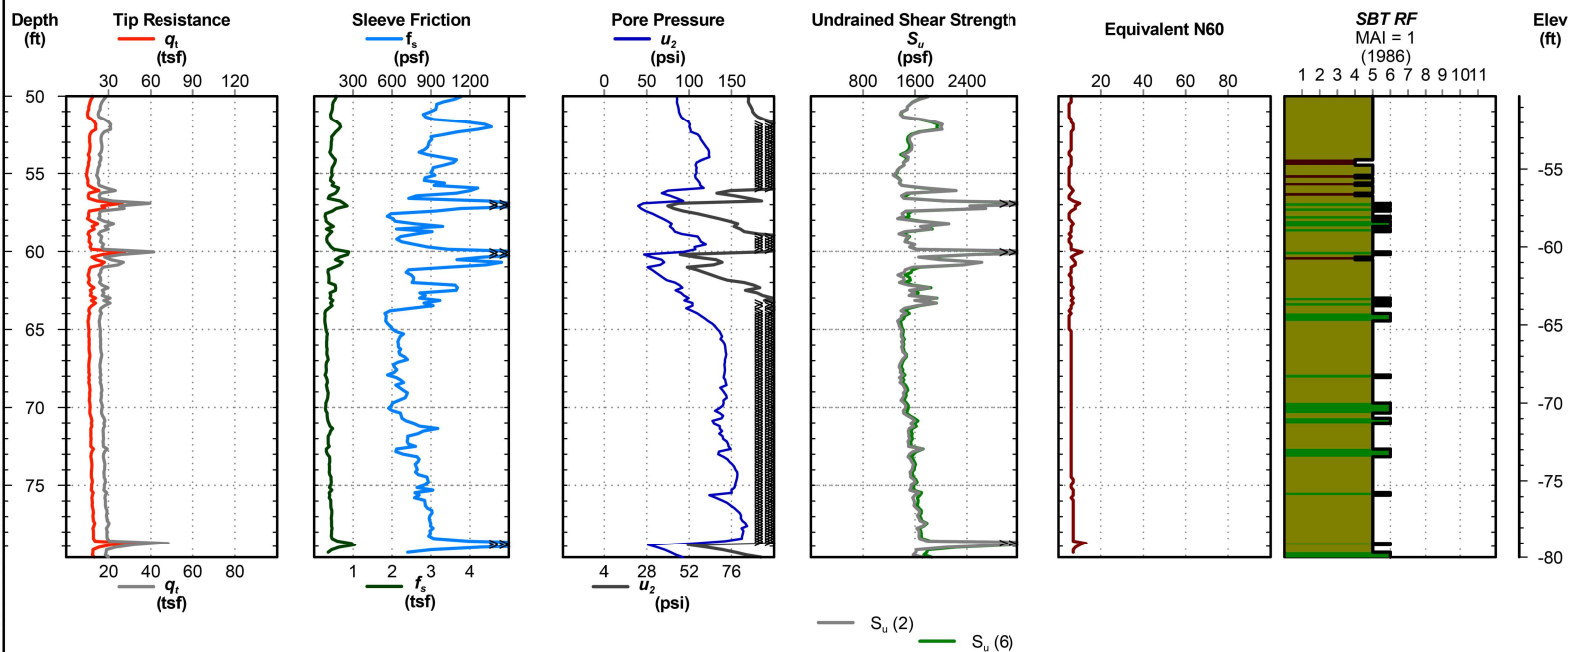 Depth
(ft)
Tip Resistance
qt
(tsf)
Sleeve Friction
fs
(psf)
Pore Pressure
u2
(psi)
Undrained Shear Strength
Su
(psf)
Equivalent N60
SBT RF
MAI = 1
(1986)
Elev
(ft)
30 60 90 120
300 600 900 1200
0 50 100 150
800 1600 2400
20 40 60 80
1 2 3 4 5 6 7 8 9 10 11
50
55
60
65
70
75
-55
-60
-65
-70
-75
-80
>>
>>
>>
>>
>>
>>
20 40 60 80
1 2 3 4
4 28 52 76
qt
(tsf)
fs
(tsf)
u2
(psi)
Su (2)
Su (6)